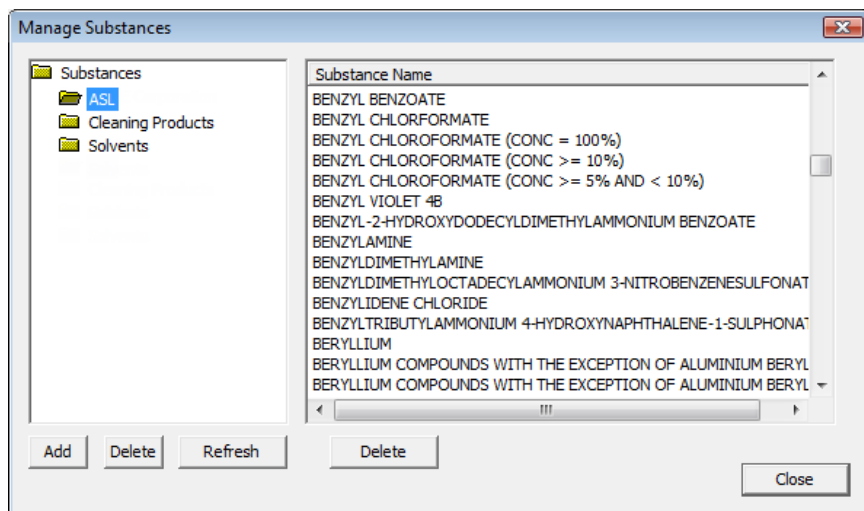 Manage Substances
Substances
ASL
Cleaning Products
Solvents
Substance Name
BENZYL BENZOATE
BENZYL CHLORFORMATE
BENZYL CHLOROFORMATE (CONC = 100%)
BENZYL CHLOROFORMATE (CONC >= 10%)
BENZYL CHLOROFORMATE (CONC >= 5% AND < 10%)
BENZYL VIOLET 4B
BENZYL-2-HYDROXYDODECYLDIMETHYLAMMONIUM BENZOATE
BENZYLAMINE
BENZYLDIMETHYLAMINE
BENZYLDIMETHYLOCTADECYLAMMONIUM 3-NITROBENZENESULFONAT
BENZYLIDENE CHLORIDE
BENZYLTRIBUTYLAMMONIUM 4-HYDROXYNAPHTHALENE-1-SULPHONAT
BERYLLIUM
BERYLLIUM COMPOUNDS WITH THE EXCEPTION OF ALUMINIUM BERYL
BERYLLIUM COMPOUNDS WITH THE EXCEPTION OF ALUMINIUM BERYL
Add Delete Refresh Delete
Close